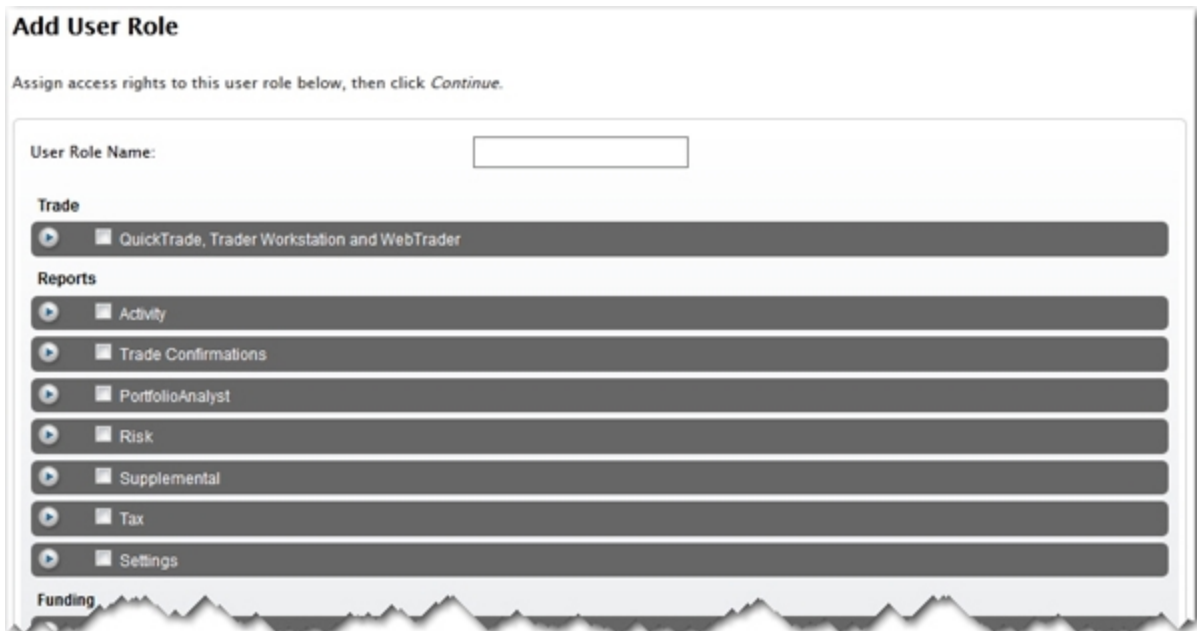 Add User Role
Assign access rights to this user role below, then click Continue.
User Role Name:
Trade
QuickTrade, Trader Workstation and WebTrader
Reports
Activity
Trade Confirmations
PortfolioAnalyst
Risk
Supplemental
Tax
Settings
Funding